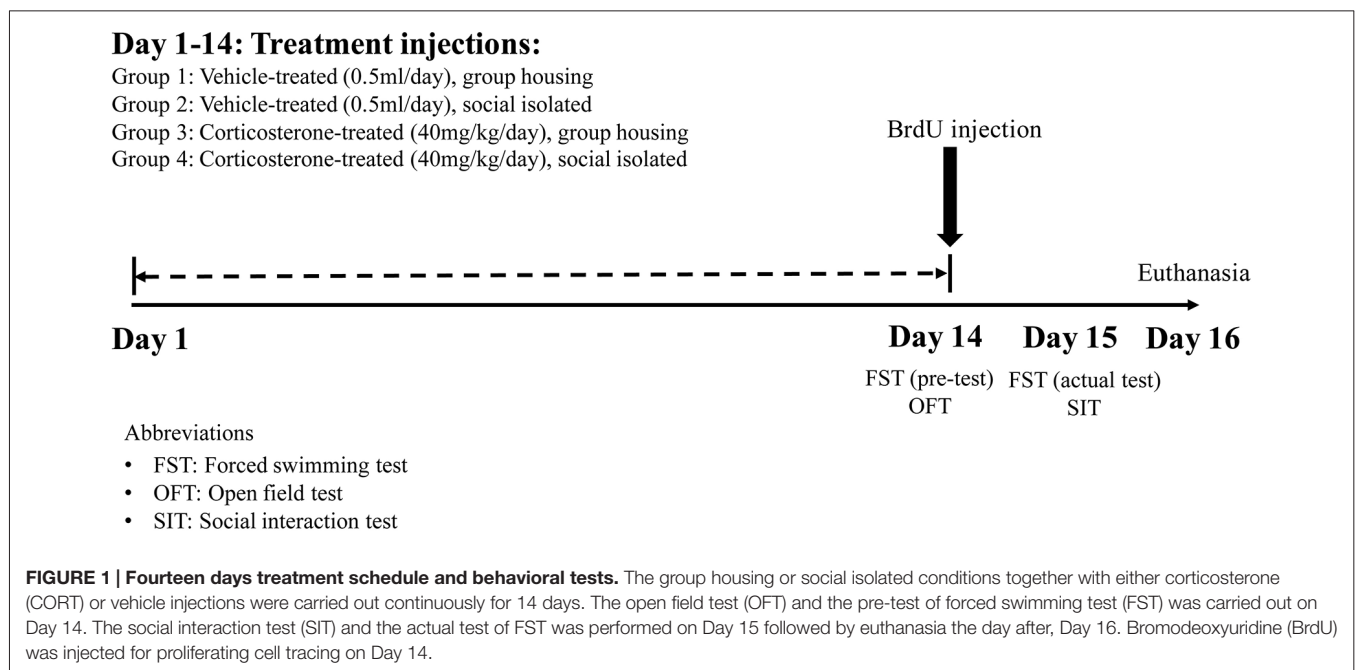 Day 1-14: Treatment injections:
Group 1: Vehicle-treated (0.5ml/day), group housing
Group 2: Vehicle-treated (0.5ml/day), social isolated
Group 3: Corticosterone-treated (40mg/kg/day), group housing
Group 4: Corticosterone-treated (40mg/kg/day), social isolated
BrdU injection
Euthanasia
Day 1
Day 14
Day 15
Day 16
FST (pre-test)
OFT
FST (actual test)
SIT
Abbreviations
• FST: Forced swimming test
• OFT: Open field test
• SIT: Social interaction test
FIGURE 1 | Fourteen days treatment schedule and behavioral tests. The group housing or social isolated conditions together with either corticosterone
(CORT) or vehicle injections were carried out continuously for 14 days. The open field test (OFT) and the pre-test of forced swimming test (FST) was carried out on
Day 14. The social interaction test (SIT) and the actual test of FST was performed on Day 15 followed by euthanasia the day after, Day 16. Bromodeoxyuridine (BrdU)
was injected for proliferating cell tracing on Day 14.